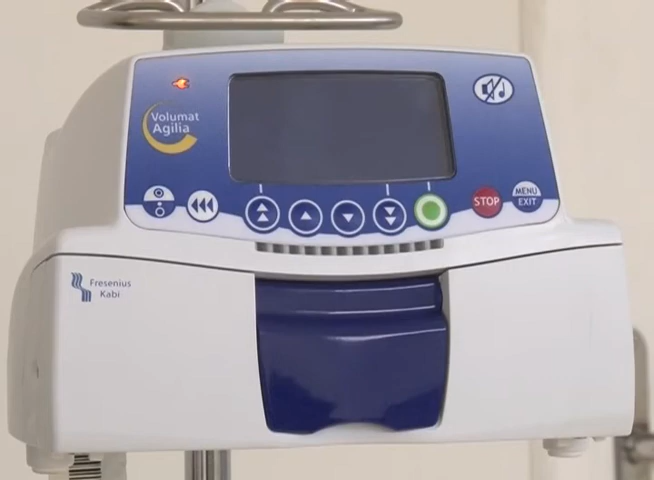 Volumat
Agilia
STOP
MENU
EXIT
Fresenius
Kabi